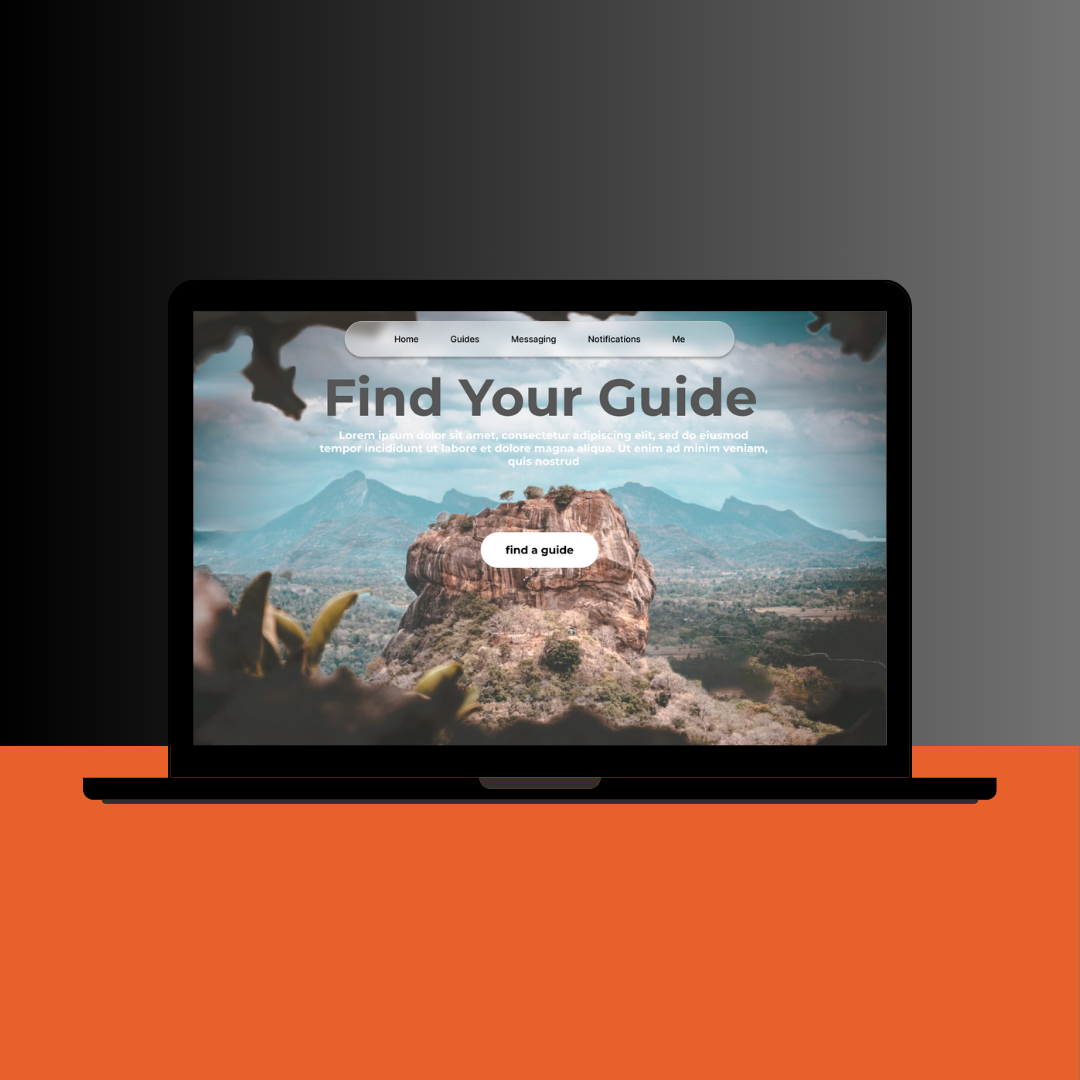 Home Guides Messaging Notifications Me
Find Your Guide
Lorem ipsum dolor sit amet, consectetur adipiscing elit, sed do eiusmod
tempor incididunt ut labore et dolore magna aliqua. Ut enim ad minim veniam,
quis nostrud
find a guide